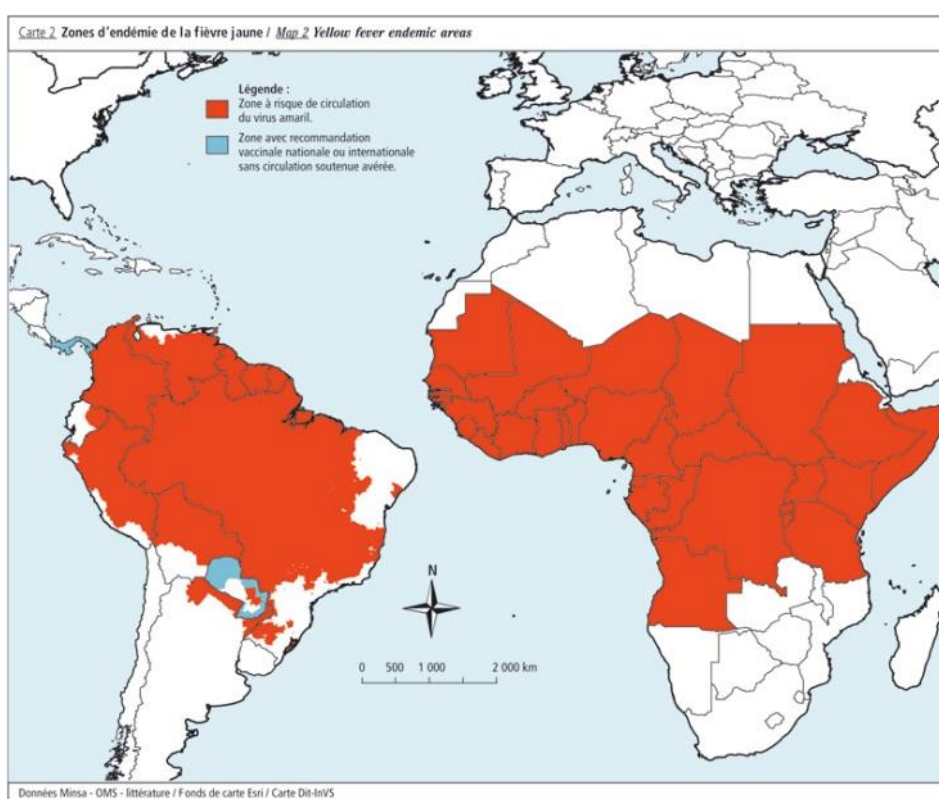 Carte 2 Zones d'endémie de la fièvre jaune / Map 2 Yellow fever endemic areas
Légende :
Zone à risque de circulation
du virus amaril.
Zone avec recommandation
vaccinale nationale ou internationale
sans circulation soutenue avérée.
N
0 500 1 000 2 000 km
Données Minsa - OMS - littérature / Fonds de carte Esri / Carte Dit-InVS